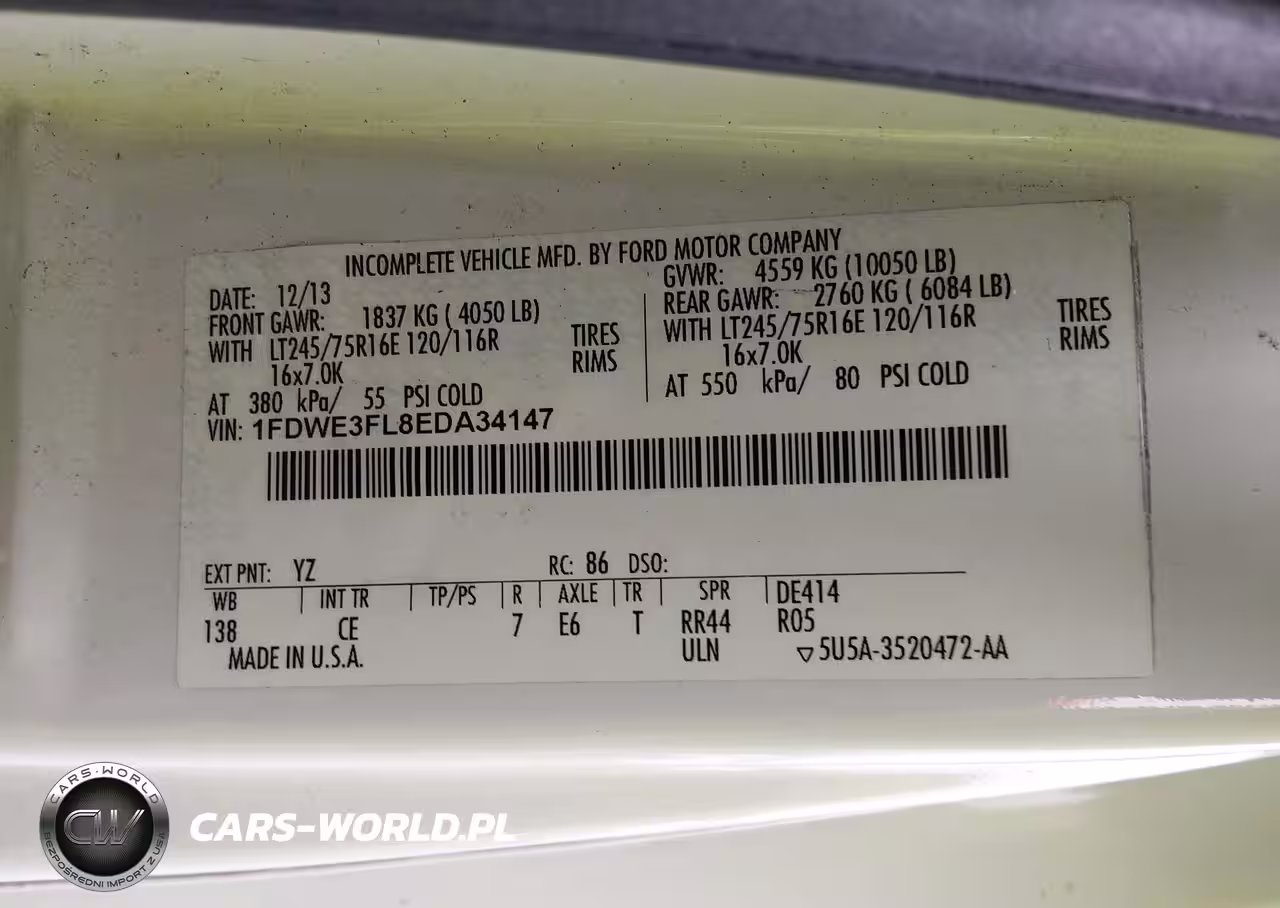 INCOMPLETE VEHICLE MFD. BY FORD MOTOR COMPANY
DATE: 12/13
GVWR: 4559 KG (10050 LB)
FRONT GAWR: 1837 KG ( 4050 LB)
REAR GAWR: 2760 KG ( 6084 LB)
WITH LT245/75R16E 120/116R TIRES
WITH LT245/75R16E 120/116R TIRES
16x7.0K RIMS
16x7.0K RIMS
AT 380 kPa/ 55 PSI COLD
AT 550 kPa/ 80 PSI COLD
VIN: 1FDWE3FL8EDA34147
EXT PNT: YZ RC: 86 DSO:
WB | INT TR | TP/PS | R | AXLE | TR | SPR | DE414
138 CE 7 E6 T RR44 R05
MADE IN U.S.A. ULN ▽5U5A-3520472-AA
CARS-WORLD
CW
BEZPOŚREDNI IMPORT Z USA
CARS-WORLD.PL